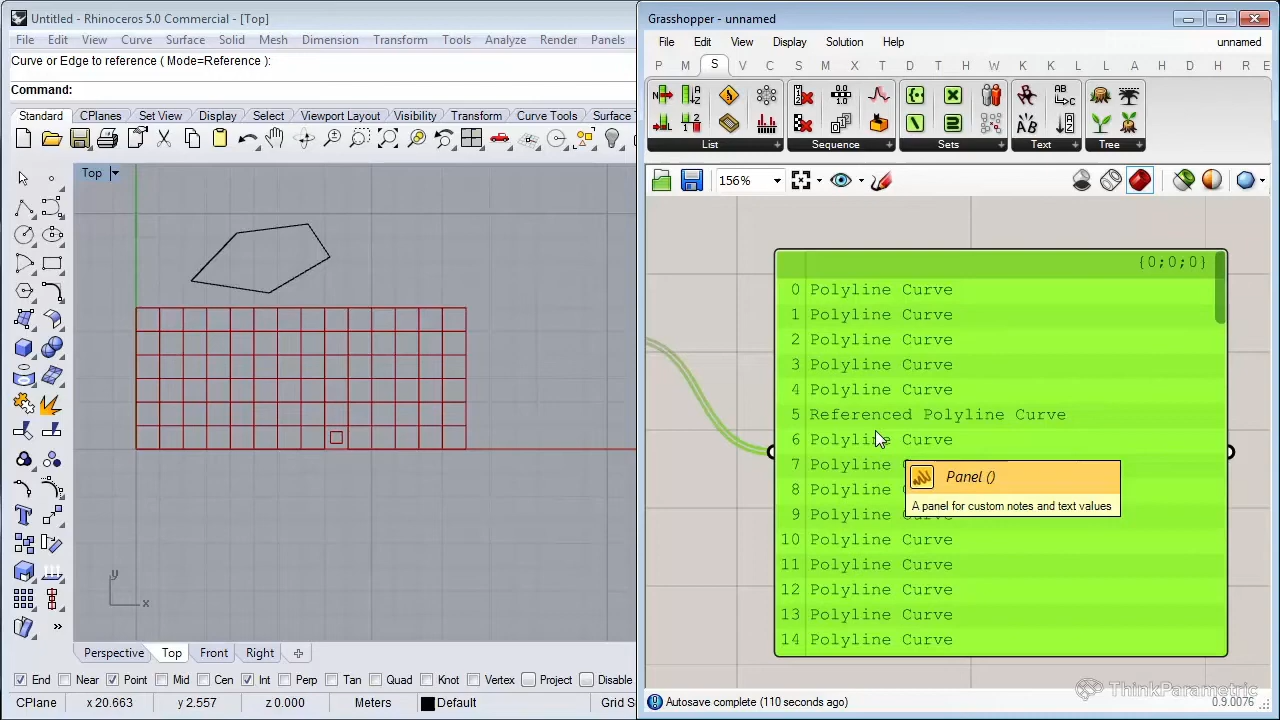 Untitled - Rhinoceros 5.0 Commercial - [Top]
File Edit View Curve Surface Solid Mesh Dimension Transform Tools Analyze Render Panels
Curve or Edge to reference ( Mode=Reference ):
Command:
Standard CPlanes Set View Display Select Viewport Layout Visibility Transform Curve Tools Surface
Top
y
x
Perspective Top Front Right
End Near Point Mid Cen Int Perp Tan Quad Knot Vertex Project Disable
CPlane x 20.663 y 2.557 z 0.000 Meters Default Grid S
Grasshopper - unnamed
File Edit View Display Solution Help unnamed
P M S V C S M X T D D L A D H R E
List Sequence Sets Text Tree
156%
{0;0;0}
0 Polyline Curve
1 Polyline Curve
2 Polyline Curve
3 Polyline Curve
4 Polyline Curve
5 Referenced Polyline Curve
6 Polyline Curve
7 Polyline
8 Polyline
9 Polyline Curve
10 Polyline Curve
11 Polyline Curve
12 Polyline Curve
13 Polyline Curve
14 Polyline Curve
Panel ()
A panel for custom notes and text values
ThinkParametric
Autosave complete (110 seconds ago)
0.9.0076